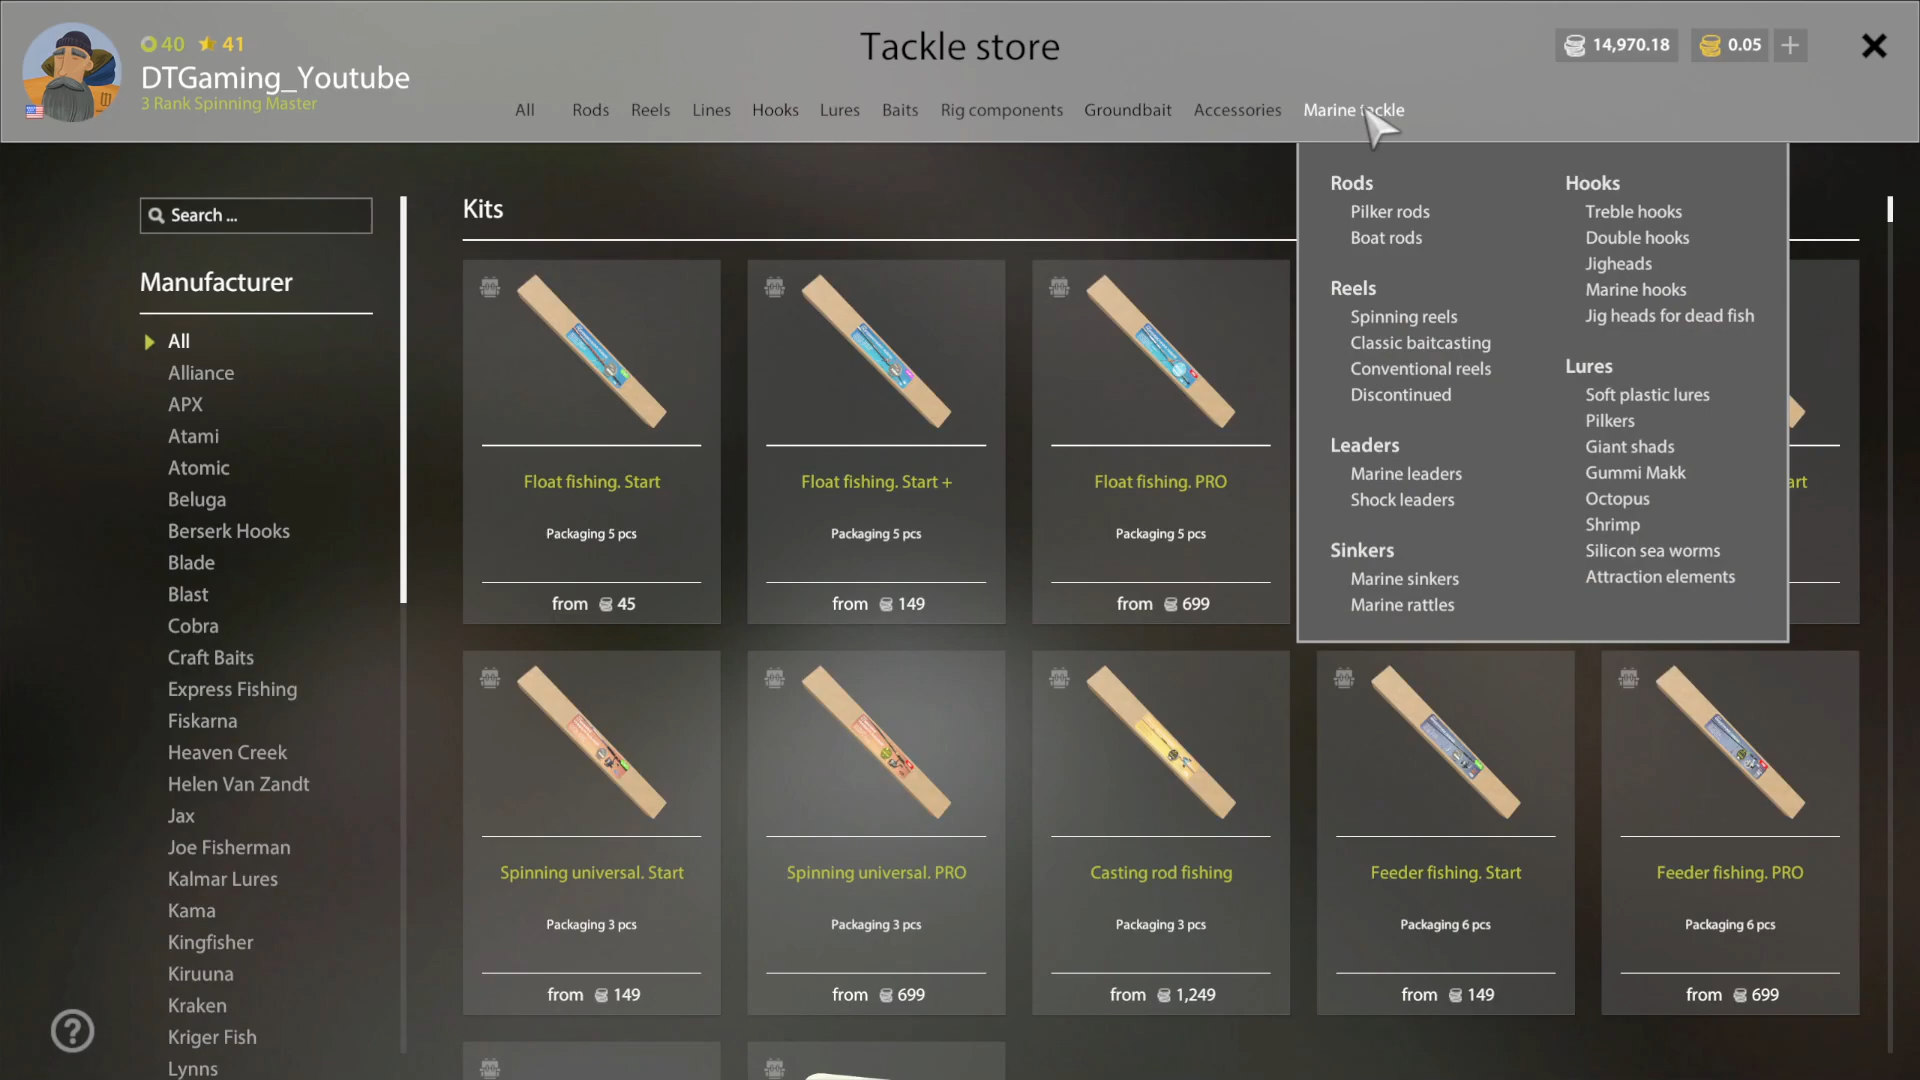 40 41
DTGaming_Youtube
3 Rank Spinning Master
Tackle store
14,970.18 0.05 +
All Rods Reels Lines Hooks Lures Baits Rig components Groundbait Accessories Marine tackle
Search ...
Manufacturer
All
Alliance
APX
Atami
Atomic
Beluga
Berserk Hooks
Blade
Blast
Cobra
Craft Baits
Express Fishing
Fiskarna
Heaven Creek
Helen Van Zandt
Jax
Joe Fisherman
Kalmar Lures
Kama
Kingfisher
Kiruuna
Kraken
Kriger Fish
Lynns
?
Kits
Float fishing. Start
Packaging 5 pcs
from 45
Float fishing. Start +
Packaging 5 pcs
from 149
Float fishing. PRO
Packaging 5 pcs
from 699
art
Rods
Pilker rods
Boat rods
Reels
Spinning reels
Classic baitcasting
Conventional reels
Discontinued
Leaders
Marine leaders
Shock leaders
Sinkers
Marine sinkers
Marine rattles
Hooks
Treble hooks
Double hooks
Jigheads
Marine hooks
Jig heads for dead fish
Lures
Soft plastic lures
Pilkers
Giant shads
Gummi Makk
Octopus
Shrimp
Silicon sea worms
Attraction elements
Spinning universal. Start
Packaging 3 pcs
from 149
Spinning universal. PRO
Packaging 3 pcs
from 699
Casting rod fishing
Packaging 3 pcs
from 1,249
Feeder fishing. Start
Packaging 6 pcs
from 149
Feeder fishing. PRO
Packaging 6 pcs
from 699